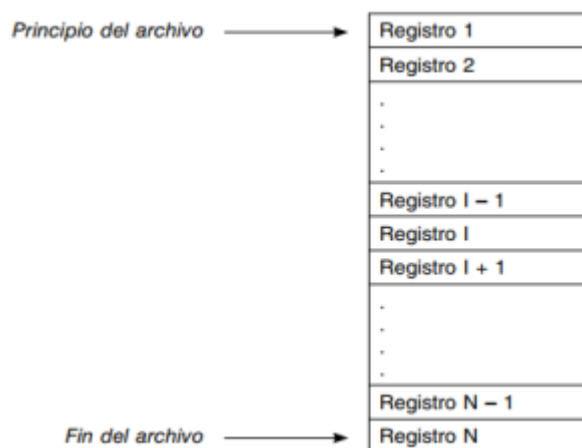 Principio del archivo
Registro 1
Registro 2
.
.
.
.
Registro I – 1
Registro I
Registro I + 1
.
.
.
.
Registro N – 1
Fin del archivo
Registro N